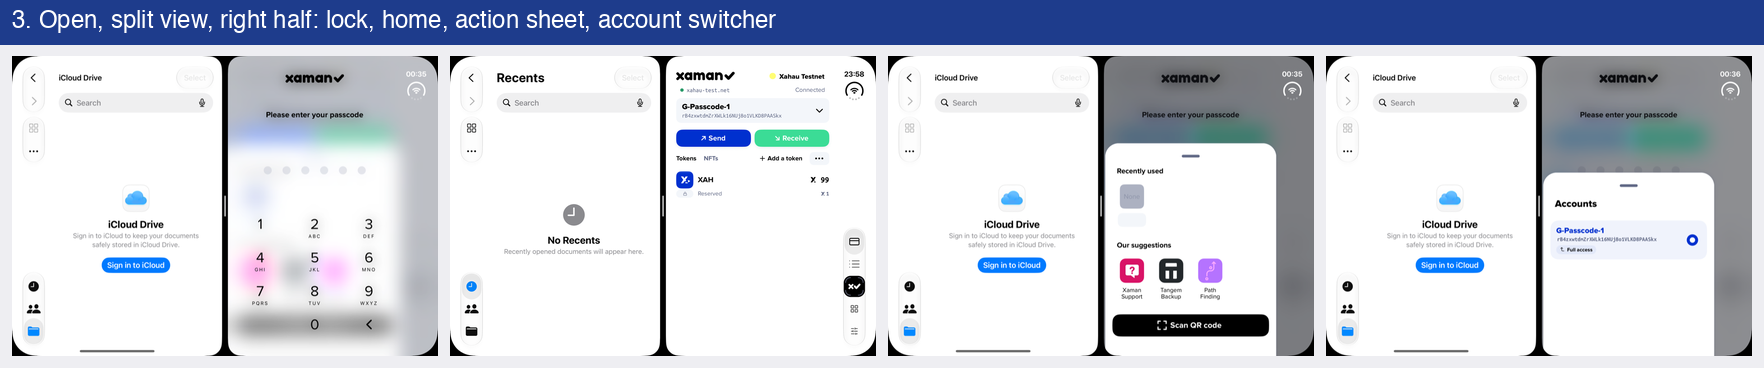 3. Open, split view, right half: lock, home, action sheet, account switcher
iCloud Drive
Select
Search
iCloud Drive
Sign in to iCloud to keep your documents
safely stored in iCloud Drive.
Sign in to iCloud
xaman
00:35
Please enter your passcode
1 2 3
ABC DEF
4 5 6
GHI JKL MNO
7 8 9
PQRS TUV WXYZ
0
Recents
Select
Search
No Recents
Recently opened documents will appear here.
xaman
Xahau Testnet
23:58
xahau-test.net
Connected
G-Passcode-1
Send
Receive
Tokens NFTs
+ Add a token
XAH
X 99
Reserved
X 1
iCloud Drive
Select
Search
iCloud Drive
Sign in to iCloud to keep your documents
safely stored in iCloud Drive.
Sign in to iCloud
xaman
00:35
Please enter your passcode
Recently used
Our suggestions
Xaman
Support
Tangem
Backup
Path
Finding
Scan QR code
iCloud Drive
Select
Search
iCloud Drive
Sign in to iCloud to keep your documents
safely stored in iCloud Drive.
Sign in to iCloud
xaman
00:36
Please enter your passcode
Accounts
G-Passcode-1
Full access